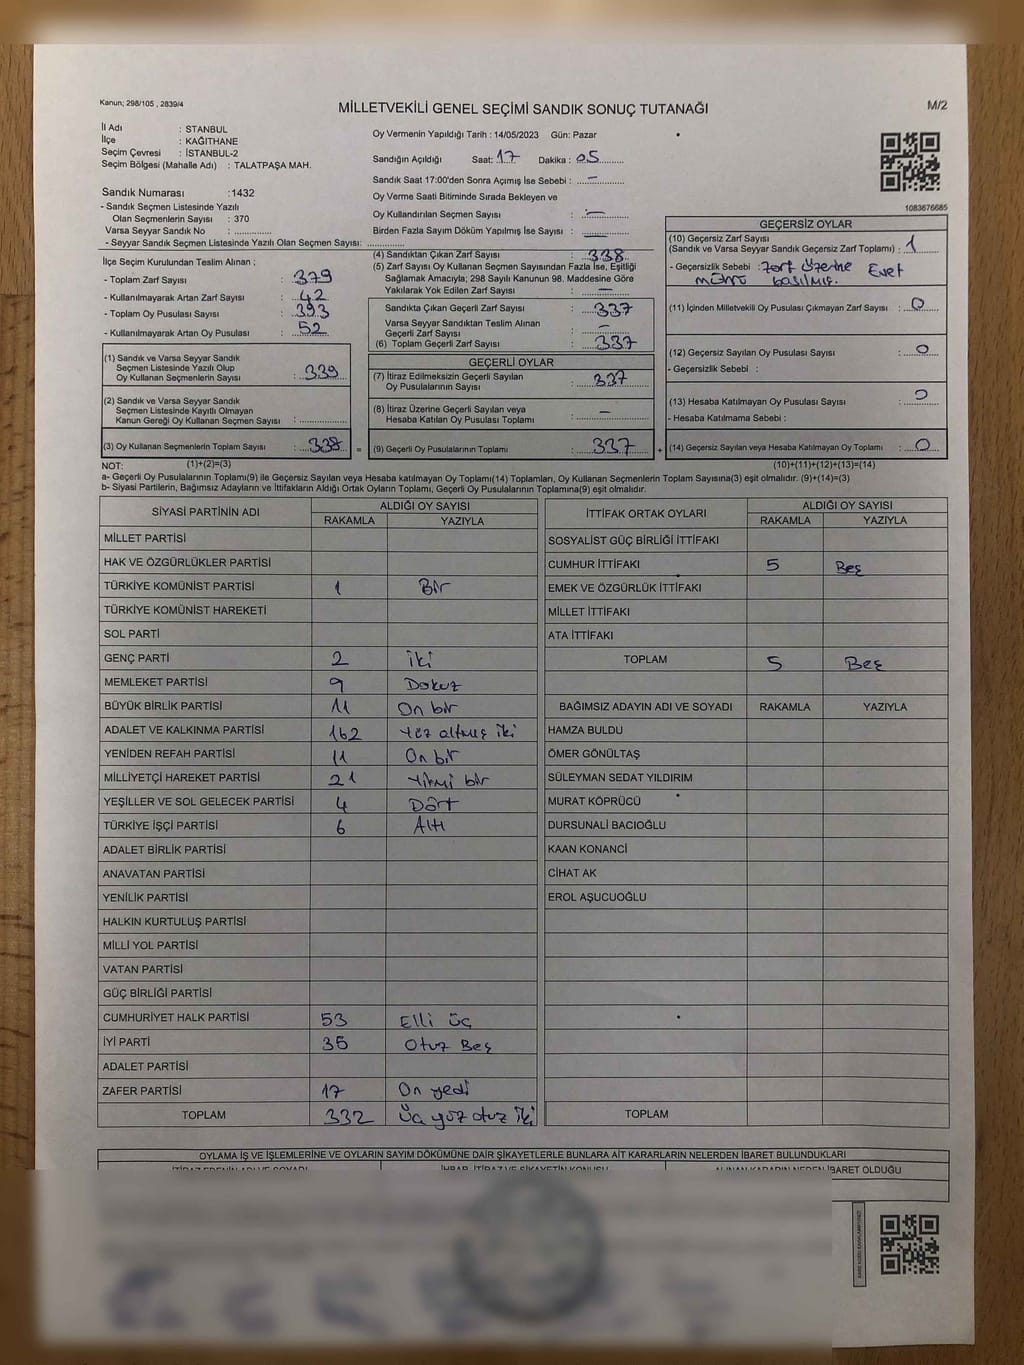 Kanun; 298/105 , 2839/4
MİLLETVEKİLİ GENEL SEÇİMİ SANDIK SONUÇ TUTANAĞI
M/2
İl Adı : STANBUL
İlçe : KAĞITHANE
Seçim Çevresi : İSTANBUL-2
Seçim Bölgesi (Mahalle Adı) : TALATPAŞA MAH.
Sandık Numarası :1432
- Sandık Seçmen Listesinde Yazılı
Olan Seçmenlerin Sayısı : 370
Varsa Seyyar Sandık No : ..............
- Seyyar Sandık Seçmen Listesinde Yazılı Olan Seçmen Sayısı: ..............
İlçe Seçim Kurulundan Teslim Alınan ;
- Toplam Zarf Sayısı : 379
- Kullanılmayarak Artan Zarf Sayısı : 42
- Toplam Oy Pusulası Sayısı : 393
- Kullanılmayarak Artan Oy Pusulası : 52
(1) Sandık ve Varsa Seyyar Sandık
Seçmen Listesinde Yazılı Olup
Oy Kullanan Seçmenlerin Sayısı : 339
(2) Sandık ve Varsa Seyyar Sandık
Seçmen Listesinde Kayıtlı Olmayan
Kanun Gereği Oy Kullanan Seçmen Sayısı : ..............
(3) Oy Kullanan Seçmenlerin Toplam Sayısı : 338
Oy Vermenin Yapıldığı Tarih : 14/05/2023 Gün: Pazar
Sandığın Açıldığı Saat: 17 Dakika : 05
Sandık Saat 17:00'den Sonra Açımış İse Sebebi : —
Oy Verme Saati Bitiminde Sırada Bekleyen ve
Oy Kullandırılan Seçmen Sayısı : —
Birden Fazla Sayım Döküm Yapılmış İse Sayısı : —
(4) Sandıktan Çıkan Zarf Sayısı : 338
(5) Zarf Sayısı Oy Kullanan Seçmen Sayısından Fazla İse, Eşitliği
Sağlamak Amacıyla; 298 Sayılı Kanunun 98. Maddesine Göre
Yakılarak Yok Edilen Zarf Sayısı : —
Sandıkta Çıkan Geçerli Zarf Sayısı : 337
Varsa Seyyar Sandıktan Teslim Alınan
Geçerli Zarf Sayısı : —
(6) Toplam Geçerli Zarf Sayısı : 337
GEÇERLİ OYLAR
(7) İtiraz Edilmeksizin Geçerli Sayılan
Oy Pusulalarının Sayısı : 337
(8) İtiraz Üzerine Geçerli Sayılan veya
Hesaba Katılan Oy Pusulası Toplamı : —
= (9) Geçerli Oy Pusulalarının Toplamı : 337 +
1083676685
GEÇERSİZ OYLAR
(10) Geçersiz Zarf Sayısı
(Sandık ve Varsa Seyyar Sandık Geçersiz Zarf Toplamı) : 1
- Geçersizlik Sebebi : Zarf üzerine Evet
mührü basılmış.
(11) İçinden Milletvekili Oy Pusulası Çıkmayan Zarf Sayısı : 0
(12) Geçersiz Sayılan Oy Pusulası Sayısı : 0
- Geçersizlik Sebebi :
(13) Hesaba Katılmayan Oy Pusulası Sayısı : 0
- Hesaba Katılmama Sebebi :
(14) Geçersiz Sayılan veya Hesaba Katılmayan Oy Toplamı : 0
NOT: (1)+(2)=(3) (10)+(11)+(12)+(13)=(14)
a- Geçerli Oy Pusulalarının Toplamı(9) ile Geçersiz Sayılan veya Hesaba katılmayan Oy Toplamı(14) Toplamları, Oy Kullanan Seçmenlerin Toplam Sayısına(3) eşit olmalıdır. (9)+(14)=(3)
b- Siyasi Partilerin, Bağımsız Adayların ve İttifakların Aldığı Ortak Oyların Toplamı, Geçerli Oy Pusulalarının Toplamına(9) eşit olmalıdır.
SİYASİ PARTİNİN ADI ALDIĞI OY SAYISI
RAKAMLA YAZIYLA
MİLLET PARTİSİ
HAK VE ÖZGÜRLÜKLER PARTİSİ
TÜRKİYE KOMÜNİST PARTİSİ 1 Bir
TÜRKİYE KOMÜNİST HAREKETİ
SOL PARTİ
GENÇ PARTİ 2 iki
MEMLEKET PARTİSİ 9 Dokuz
BÜYÜK BİRLİK PARTİSİ 11 On bir
ADALET VE KALKINMA PARTİSİ 162 Yüz altmış iki
YENİDEN REFAH PARTİSİ 11 On bir
MİLLİYETÇİ HAREKET PARTİSİ 21 Yirmi bir
YEŞİLLER VE SOL GELECEK PARTİSİ 4 Dört
TÜRKİYE İŞÇİ PARTİSİ 6 Altı
ADALET BİRLİK PARTİSİ
ANAVATAN PARTİSİ
YENİLİK PARTİSİ
HALKIN KURTULUŞ PARTİSİ
MİLLİ YOL PARTİSİ
VATAN PARTİSİ
GÜÇ BİRLİĞİ PARTİSİ
CUMHURİYET HALK PARTİSİ 53 Elli üç
İYİ PARTİ 35 Otuz Beş
ADALET PARTİSİ
ZAFER PARTİSİ 17 On yedi
TOPLAM 332 Üç yüz otuz iki
İTTİFAK ORTAK OYLARI ALDIĞI OY SAYISI
RAKAMLA YAZIYLA
SOSYALİST GÜÇ BİRLİĞİ İTTİFAKI
CUMHUR İTTİFAKI 5 Beş
EMEK VE ÖZGÜRLÜK İTTİFAKI
MİLLET İTTİFAKI
ATA İTTİFAKI
TOPLAM 5 Beş
BAĞIMSIZ ADAYIN ADI VE SOYADI RAKAMLA YAZIYLA
HAMZA BULDU
ÖMER GÖNÜLTAŞ
SÜLEYMAN SEDAT YILDIRIM
MURAT KÖPRÜCÜ
DURSUNALİ BACIOĞLU
KAAN KONANCİ
CİHAT AK
EROL AŞUCUOĞLU
TOPLAM
OYLAMA İŞ VE İŞLEMLERİNE VE OYLARIN SAYIM DÖKÜMÜNE DAİR ŞİKAYETLERLE BUNLARA AİT KARARLARIN NELERDEN İBARET BULUNDUKLARI
İTİRAZ EDENİN ADI VE SOYADI İHBAR, İTİRAZ VE ŞİKAYETİN KONUSU ALINAN KARARIN NEDEN İBARET OLDUĞU